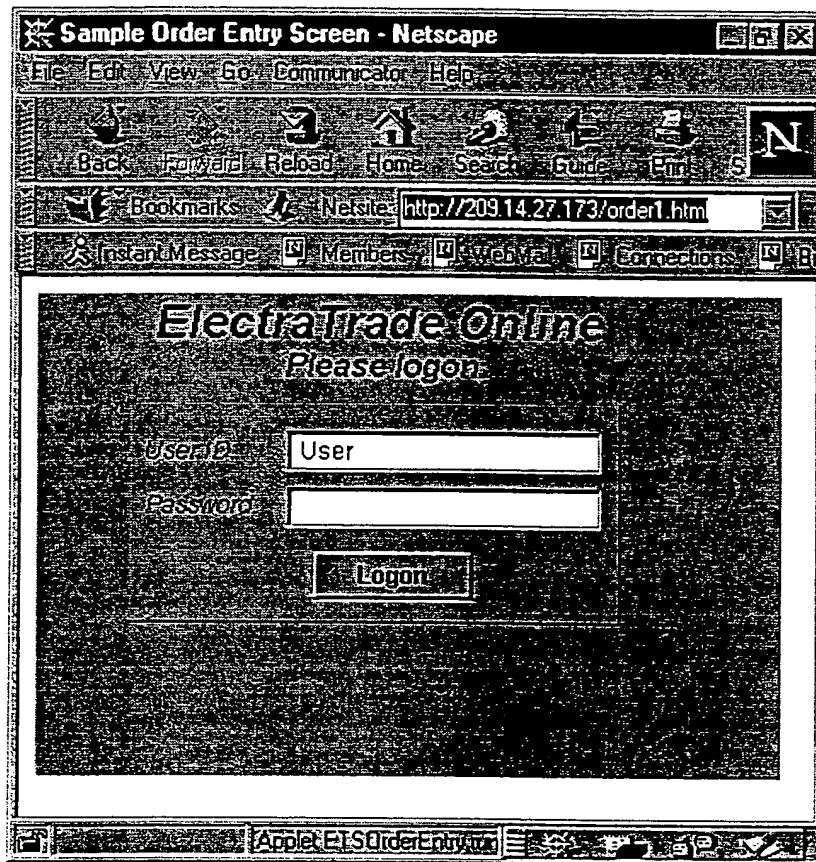 Sample Order Entry Screen - Netscape
File Edit View Go Communicator Help
Back Forward Reload Home Search Guide Print S N
Bookmarks Netsite: http://209.14.27.173/order1.htm
Instant Message Members WebMail Connections
ElectraTrade Online
Please logon.
User ID User
Password
Logon
Applet ETSOrderEntry